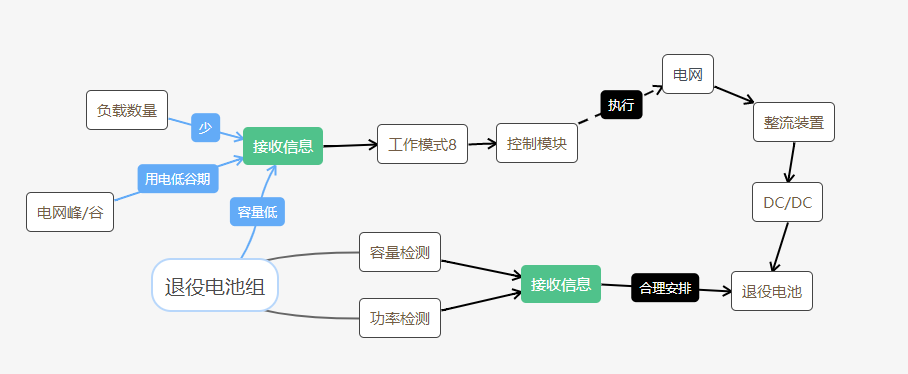 电网
执行
负载数量
少
整流装置
接收信息
工作模式8
控制模块
用电低谷期
DC/DC
电网峰/谷
容量低
容量检测
退役电池组
接收信息
合理安排
退役电池
功率检测